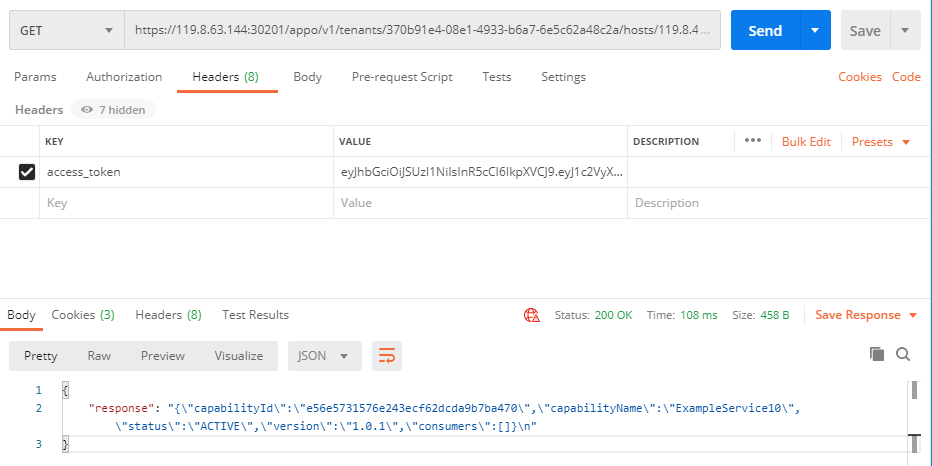 GET https://119.8.63.144:30201/appo/v1/tenants/370b91e4-08e1-4933-b6a7-6e5c62a48c2a/hosts/119.8.4... Send Save
Params Authorization Headers (8) Body Pre-request Script Tests Settings Cookies Code
Headers 7 hidden
KEY VALUE DESCRIPTION ••• Bulk Edit Presets
access_token eyJhbGciOiJSUzI1NiIsInR5cCI6IkpXVCJ9.eyJ1c2VyX...
Key Value Description
Body Cookies (3) Headers (8) Test Results Status: 200 OK Time: 108 ms Size: 458 B Save Response
Pretty Raw Preview Visualize JSON
1 {
2 "response": "{\"capabilityId\":\"e56e5731576e243ecf62dcda9b7ba470\",\"capabilityName\":\"ExampleService10\",
\"status\":\"ACTIVE\",\"version\":\"1.0.1\",\"consumers\":[]}\n"
3 }